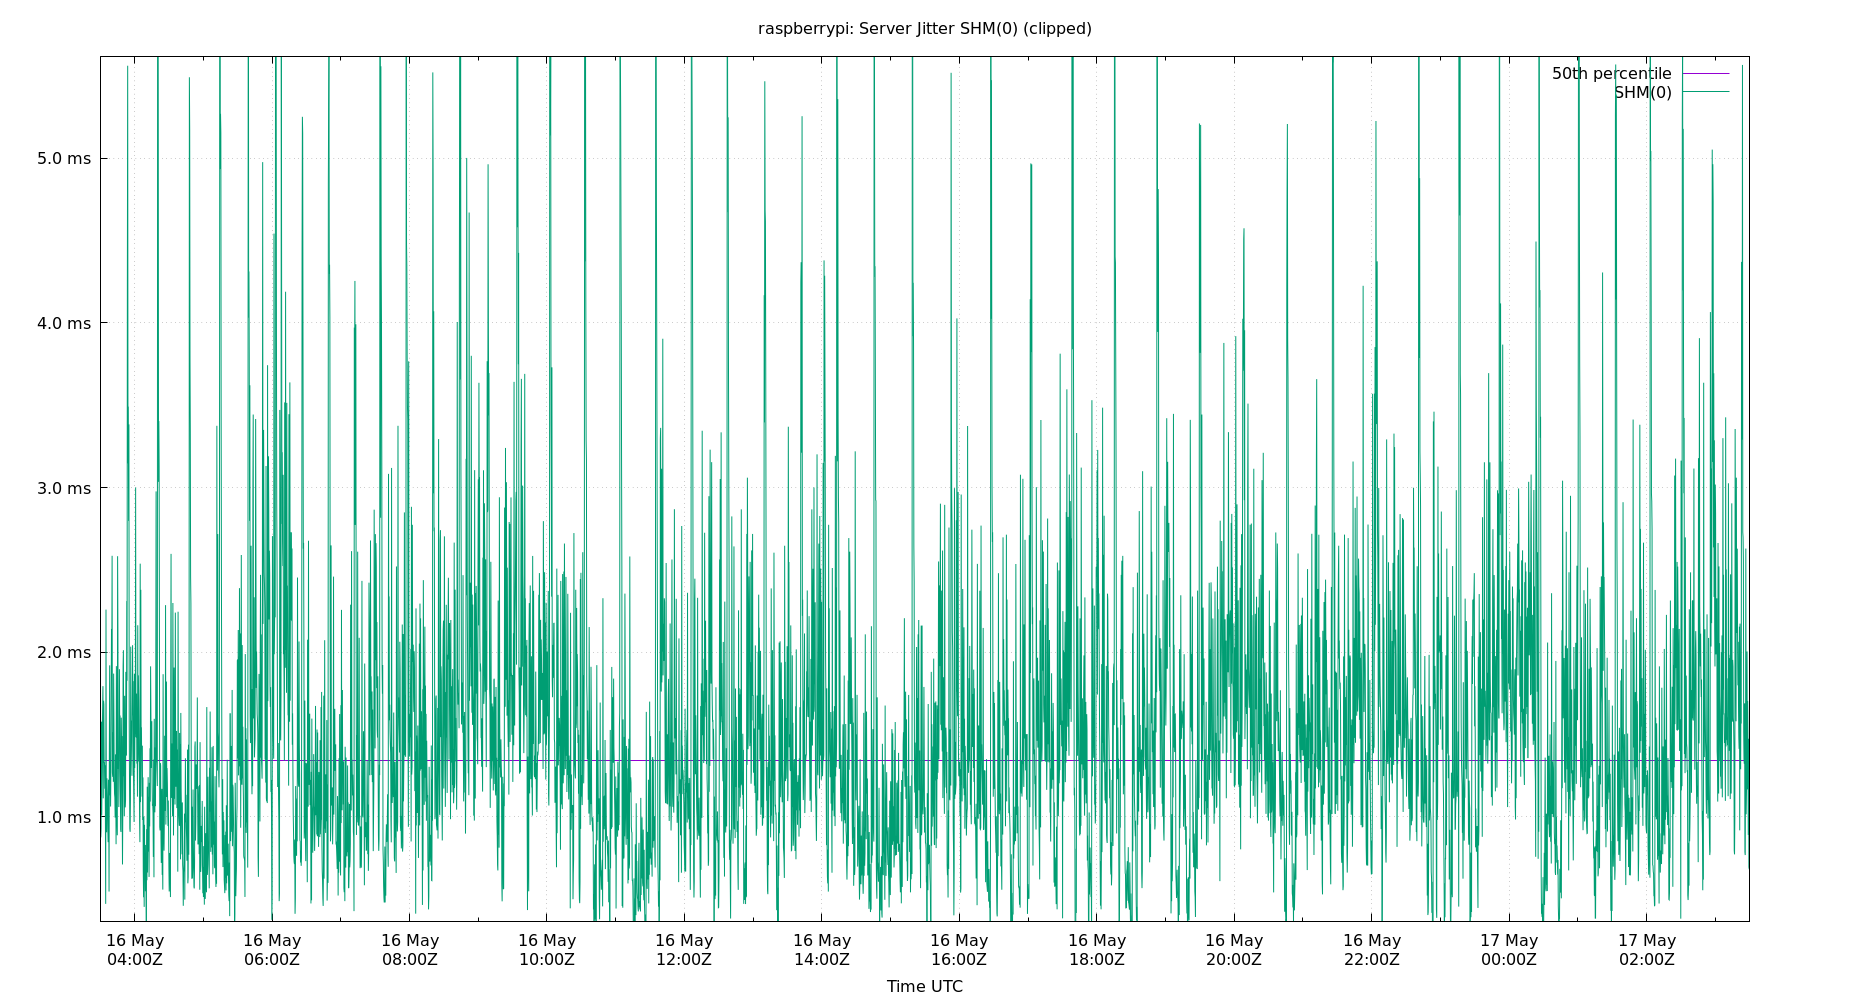 raspberrypi: Server Jitter SHM(0) (clipped)
50th percentile
SHM(0)
5.0 ms
4.0 ms
3.0 ms
2.0 ms
1.0 ms
16 May 16 May 16 May 16 May 16 May 16 May 16 May 16 May 16 May 16 May 17 May 17 May
04:00Z 06:00Z 08:00Z 10:00Z 12:00Z 14:00Z 16:00Z 18:00Z 20:00Z 22:00Z 00:00Z 02:00Z
Time UTC